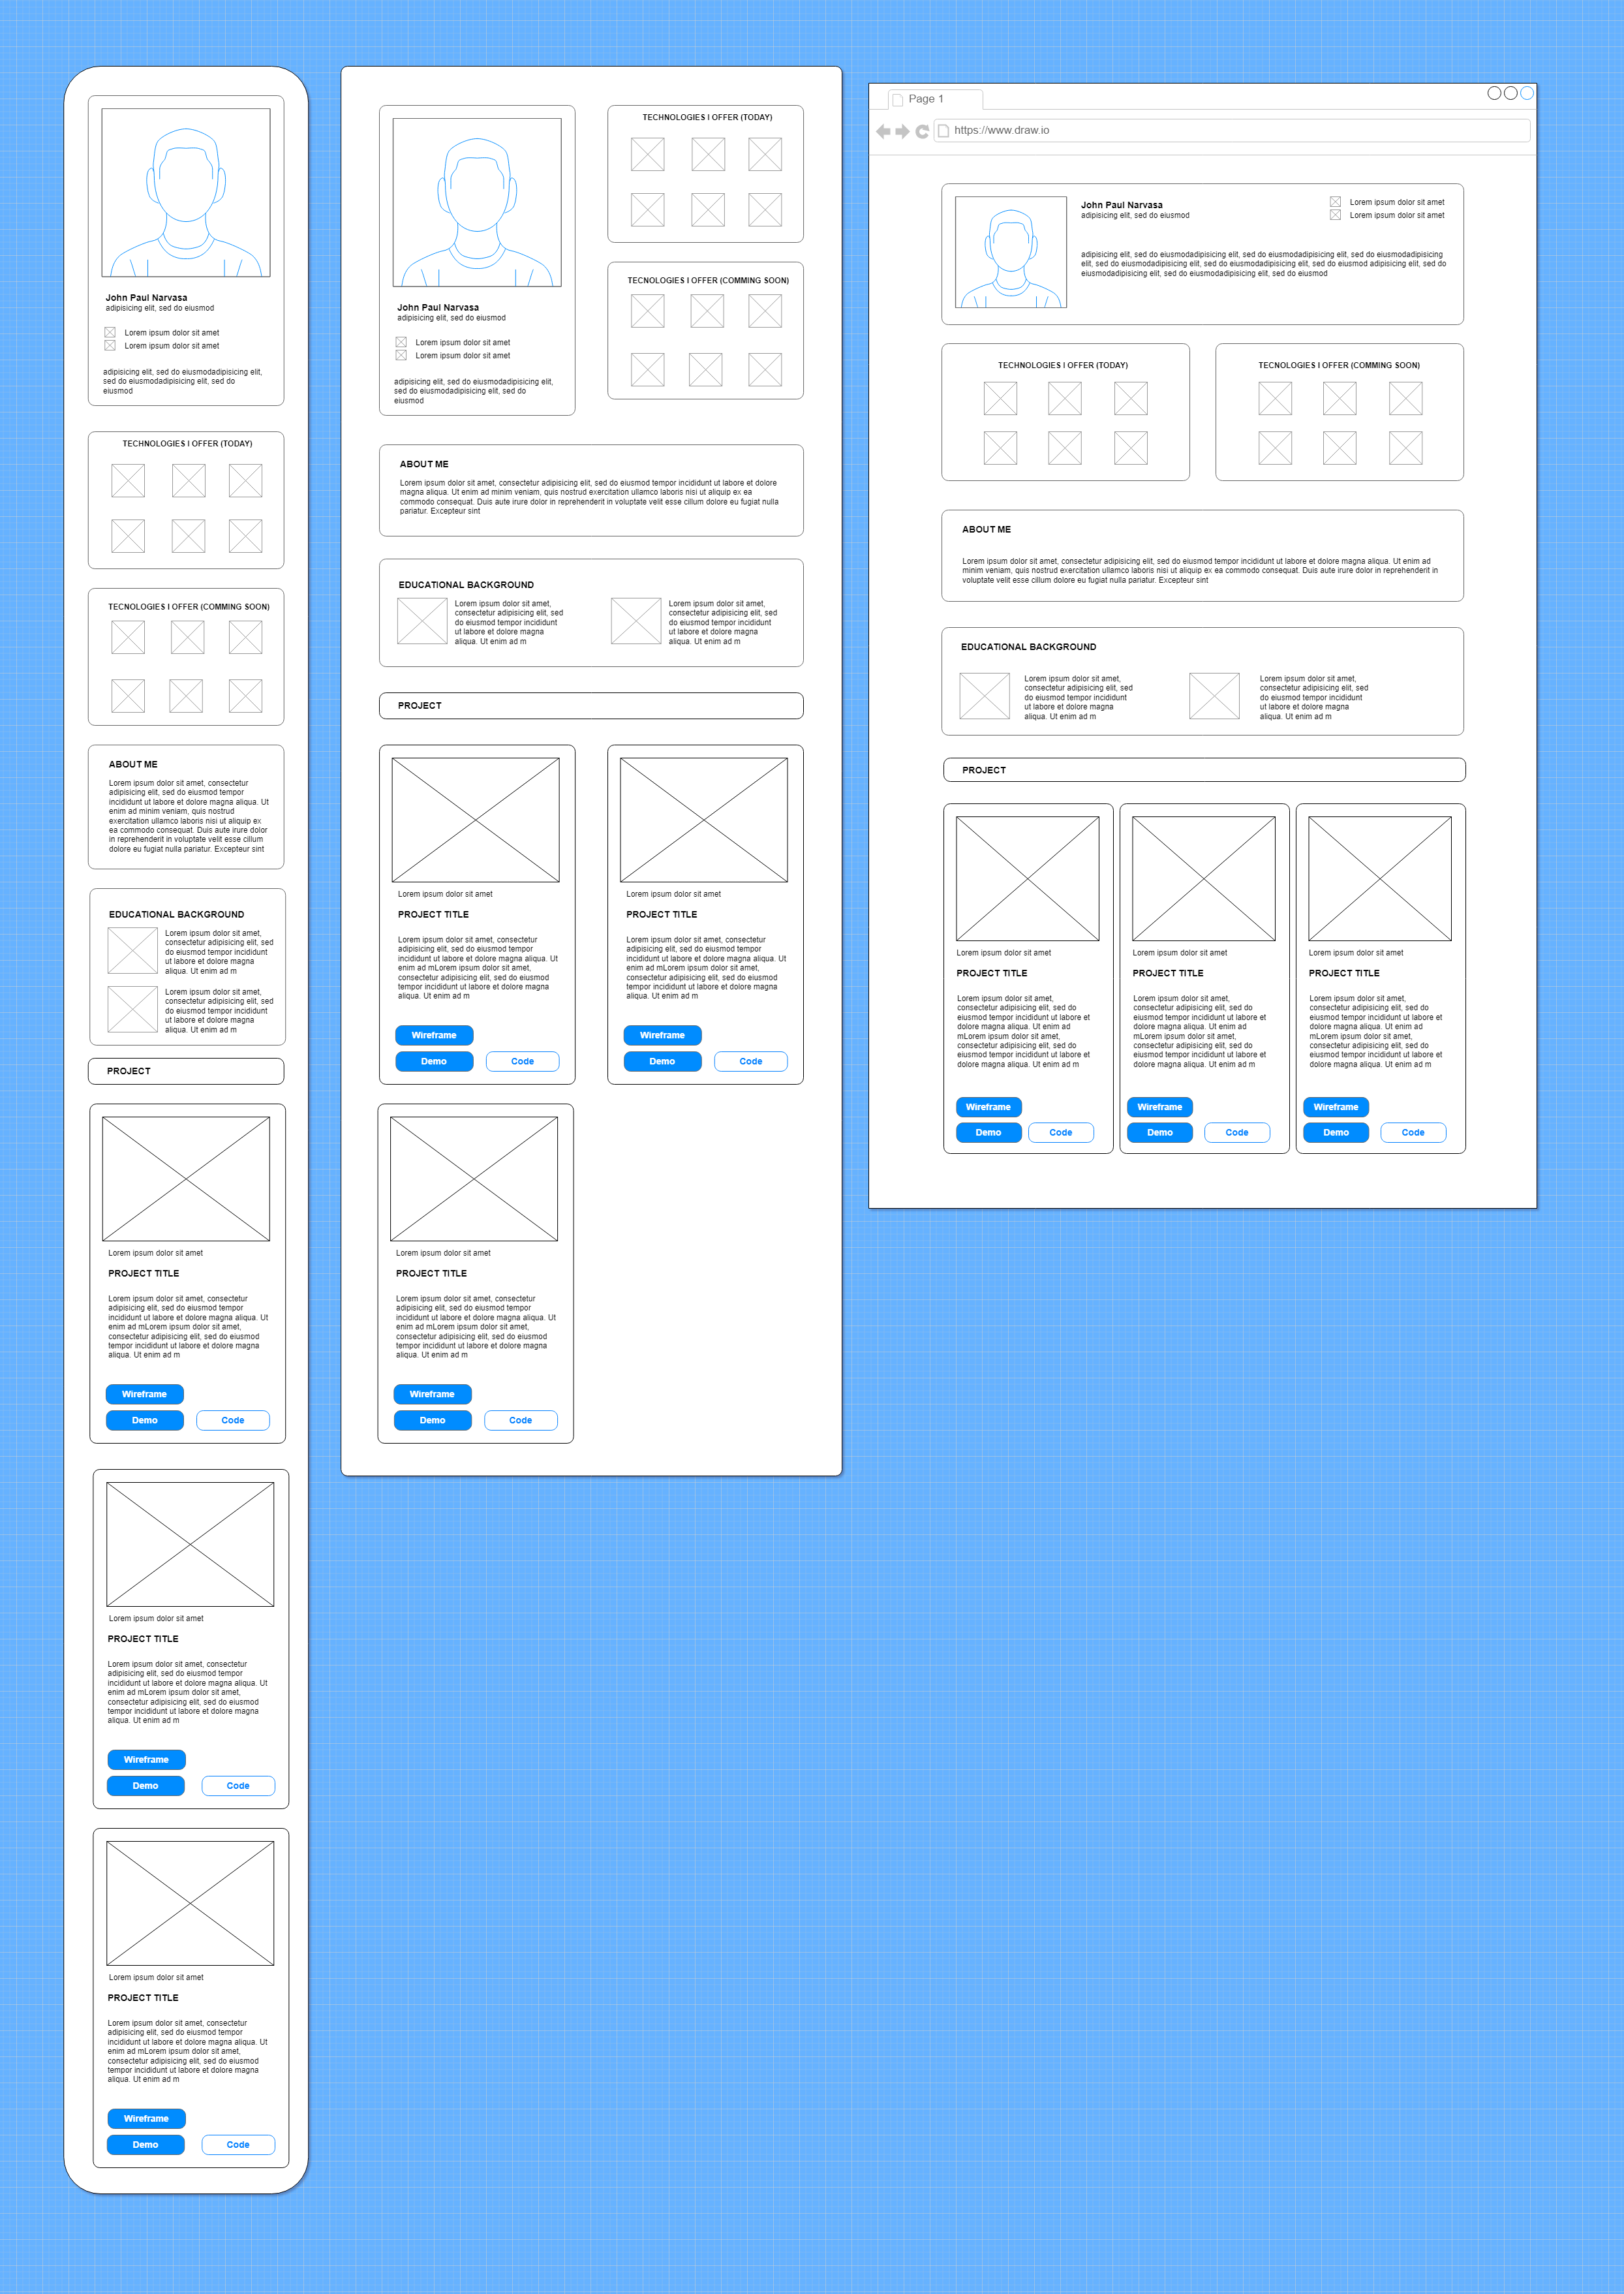 John Paul Narvasa
adipisicing elit, sed do eiusmod
Lorem ipsum dolor sit amet
Lorem ipsum dolor sit amet
adipisicing elit, sed do eiusmodadipisicing elit,
sed do eiusmodadipisicing elit, sed do
eiusmod
TECHNOLOGIES I OFFER (TODAY)
TECNOLOGIES I OFFER (COMMING SOON)
ABOUT ME
Lorem ipsum dolor sit amet, consectetur
adipisicing elit, sed do eiusmod tempor
incididunt ut labore et dolore magna aliqua. Ut
enim ad minim veniam, quis nostrud
exercitation ullamco laboris nisi ut aliquip ex
ea commodo consequat. Duis aute irure dolor
in reprehenderit in voluptate velit esse cillum
dolore eu fugiat nulla pariatur. Excepteur sint
EDUCATIONAL BACKGROUND
Lorem ipsum dolor sit amet,
consectetur adipisicing elit, sed
do eiusmod tempor incididunt
ut labore et dolore magna
aliqua. Ut enim ad m
Lorem ipsum dolor sit amet,
consectetur adipisicing elit, sed
do eiusmod tempor incididunt
ut labore et dolore magna
aliqua. Ut enim ad m
PROJECT
Lorem ipsum dolor sit amet
PROJECT TITLE
Lorem ipsum dolor sit amet, consectetur
adipisicing elit, sed do eiusmod tempor
incididunt ut labore et dolore magna aliqua. Ut
enim ad mLorem ipsum dolor sit amet,
consectetur adipisicing elit, sed do eiusmod
tempor incididunt ut labore et dolore magna
aliqua. Ut enim ad m
Wireframe
Demo
Code
Lorem ipsum dolor sit amet
PROJECT TITLE
Lorem ipsum dolor sit amet, consectetur
adipisicing elit, sed do eiusmod tempor
incididunt ut labore et dolore magna aliqua. Ut
enim ad mLorem ipsum dolor sit amet,
consectetur adipisicing elit, sed do eiusmod
tempor incididunt ut labore et dolore magna
aliqua. Ut enim ad m
Wireframe
Demo
Code
Lorem ipsum dolor sit amet
PROJECT TITLE
Lorem ipsum dolor sit amet, consectetur
adipisicing elit, sed do eiusmod tempor
incididunt ut labore et dolore magna aliqua. Ut
enim ad mLorem ipsum dolor sit amet,
consectetur adipisicing elit, sed do eiusmod
tempor incididunt ut labore et dolore magna
aliqua. Ut enim ad m
Wireframe
Demo
Code
John Paul Narvasa
adipisicing elit, sed do eiusmod
Lorem ipsum dolor sit amet
Lorem ipsum dolor sit amet
adipisicing elit, sed do eiusmodadipisicing elit,
sed do eiusmodadipisicing elit, sed do
eiusmod
TECHNOLOGIES I OFFER (TODAY)
TECNOLOGIES I OFFER (COMMING SOON)
ABOUT ME
Lorem ipsum dolor sit amet, consectetur adipisicing elit, sed do eiusmod tempor incididunt ut labore et dolore
magna aliqua. Ut enim ad minim veniam, quis nostrud exercitation ullamco laboris nisi ut aliquip ex ea
commodo consequat. Duis aute irure dolor in reprehenderit in voluptate velit esse cillum dolore eu fugiat nulla
pariatur. Excepteur sint
EDUCATIONAL BACKGROUND
Lorem ipsum dolor sit amet,
consectetur adipisicing elit, sed
do eiusmod tempor incididunt
ut labore et dolore magna
aliqua. Ut enim ad m
Lorem ipsum dolor sit amet,
consectetur adipisicing elit, sed
do eiusmod tempor incididunt
ut labore et dolore magna
aliqua. Ut enim ad m
PROJECT
Lorem ipsum dolor sit amet
PROJECT TITLE
Lorem ipsum dolor sit amet, consectetur
adipisicing elit, sed do eiusmod tempor
incididunt ut labore et dolore magna aliqua. Ut
enim ad mLorem ipsum dolor sit amet,
consectetur adipisicing elit, sed do eiusmod
tempor incididunt ut labore et dolore magna
aliqua. Ut enim ad m
Wireframe
Demo
Code
Lorem ipsum dolor sit amet
PROJECT TITLE
Lorem ipsum dolor sit amet, consectetur
adipisicing elit, sed do eiusmod tempor
incididunt ut labore et dolore magna aliqua. Ut
enim ad mLorem ipsum dolor sit amet,
consectetur adipisicing elit, sed do eiusmod
tempor incididunt ut labore et dolore magna
aliqua. Ut enim ad m
Wireframe
Demo
Code
Lorem ipsum dolor sit amet
PROJECT TITLE
Lorem ipsum dolor sit amet, consectetur
adipisicing elit, sed do eiusmod tempor
incididunt ut labore et dolore magna aliqua. Ut
enim ad mLorem ipsum dolor sit amet,
consectetur adipisicing elit, sed do eiusmod
tempor incididunt ut labore et dolore magna
aliqua. Ut enim ad m
Wireframe
Demo
Code
Page 1
https://www.draw.io
John Paul Narvasa
adipisicing elit, sed do eiusmod
Lorem ipsum dolor sit amet
Lorem ipsum dolor sit amet
adipisicing elit, sed do eiusmodadipisicing elit, sed do eiusmodadipisicing elit, sed do eiusmodadipisicing
elit, sed do eiusmodadipisicing elit, sed do eiusmodadipisicing elit, sed do eiusmod adipisicing elit, sed do
eiusmodadipisicing elit, sed do eiusmodadipisicing elit, sed do eiusmod
TECHNOLOGIES I OFFER (TODAY)
TECNOLOGIES I OFFER (COMMING SOON)
ABOUT ME
Lorem ipsum dolor sit amet, consectetur adipisicing elit, sed do eiusmod tempor incididunt ut labore et dolore magna aliqua. Ut enim ad
minim veniam, quis nostrud exercitation ullamco laboris nisi ut aliquip ex ea commodo consequat. Duis aute irure dolor in reprehenderit in
voluptate velit esse cillum dolore eu fugiat nulla pariatur. Excepteur sint
EDUCATIONAL BACKGROUND
Lorem ipsum dolor sit amet,
consectetur adipisicing elit, sed
do eiusmod tempor incididunt
ut labore et dolore magna
aliqua. Ut enim ad m
Lorem ipsum dolor sit amet,
consectetur adipisicing elit, sed
do eiusmod tempor incididunt
ut labore et dolore magna
aliqua. Ut enim ad m
PROJECT
Lorem ipsum dolor sit amet
PROJECT TITLE
Lorem ipsum dolor sit amet,
consectetur adipisicing elit, sed do
eiusmod tempor incididunt ut labore et
dolore magna aliqua. Ut enim ad
mLorem ipsum dolor sit amet,
consectetur adipisicing elit, sed do
eiusmod tempor incididunt ut labore et
dolore magna aliqua. Ut enim ad m
Wireframe
Demo
Code
Lorem ipsum dolor sit amet
PROJECT TITLE
Lorem ipsum dolor sit amet,
consectetur adipisicing elit, sed do
eiusmod tempor incididunt ut labore et
dolore magna aliqua. Ut enim ad
mLorem ipsum dolor sit amet,
consectetur adipisicing elit, sed do
eiusmod tempor incididunt ut labore et
dolore magna aliqua. Ut enim ad m
Wireframe
Demo
Code
Lorem ipsum dolor sit amet
PROJECT TITLE
Lorem ipsum dolor sit amet,
consectetur adipisicing elit, sed do
eiusmod tempor incididunt ut labore et
dolore magna aliqua. Ut enim ad
mLorem ipsum dolor sit amet,
consectetur adipisicing elit, sed do
eiusmod tempor incididunt ut labore et
dolore magna aliqua. Ut enim ad m
Wireframe
Demo
Code